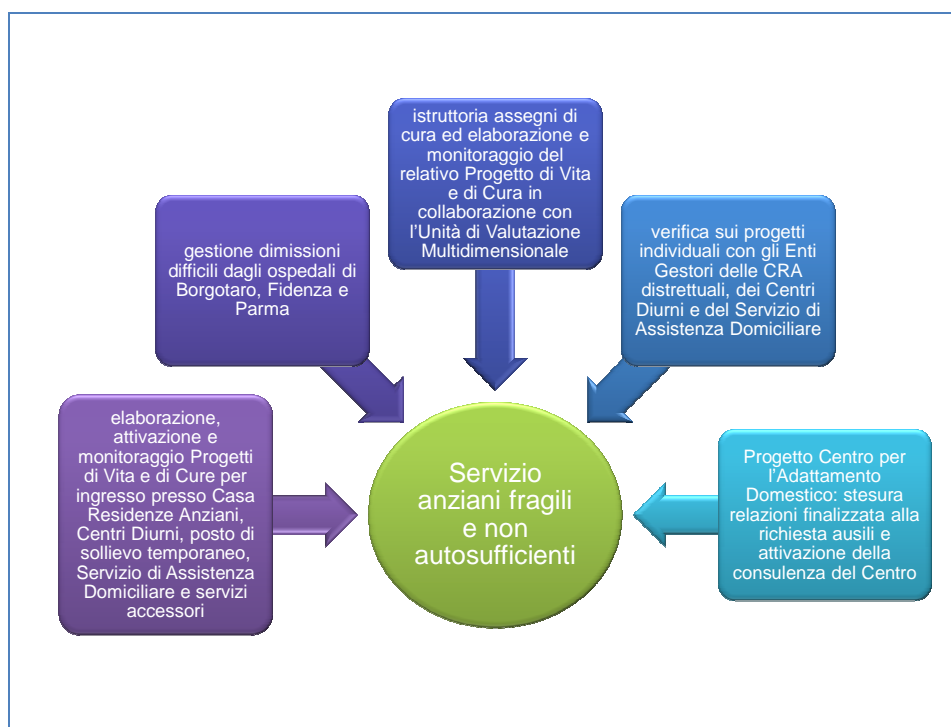 istruttoria assegni di
cura ed elaborazione e
monitoraggio del
relativo Progetto di Vita
e di Cura in
collaborazione con
l'Unità di Valutazione
Multidimensionale
gestione dimissioni
difficili dagli ospedali di
Borgotaro, Fidenza e
Parma
verifica sui progetti
individuali con gli Enti
Gestori delle CRA
distrettuali, dei Centri
Diurni e del Servizio di
Assistenza Domiciliare
elaborazione,
attivazione e
monitoraggio Progetti
di Vita e di Cure per
ingresso presso Casa
Residenze Anziani,
Centri Diurni, posto di
sollievo temporaneo,
Servizio di Assistenza
Domiciliare e servizi
accessori
Servizio
anziani fragili
e non
autosufficienti
Progetto Centro per
l'Adattamento
Domestico: stesura
relazioni finalizzata alla
richiesta ausili e
attivazione della
consulenza del Centro